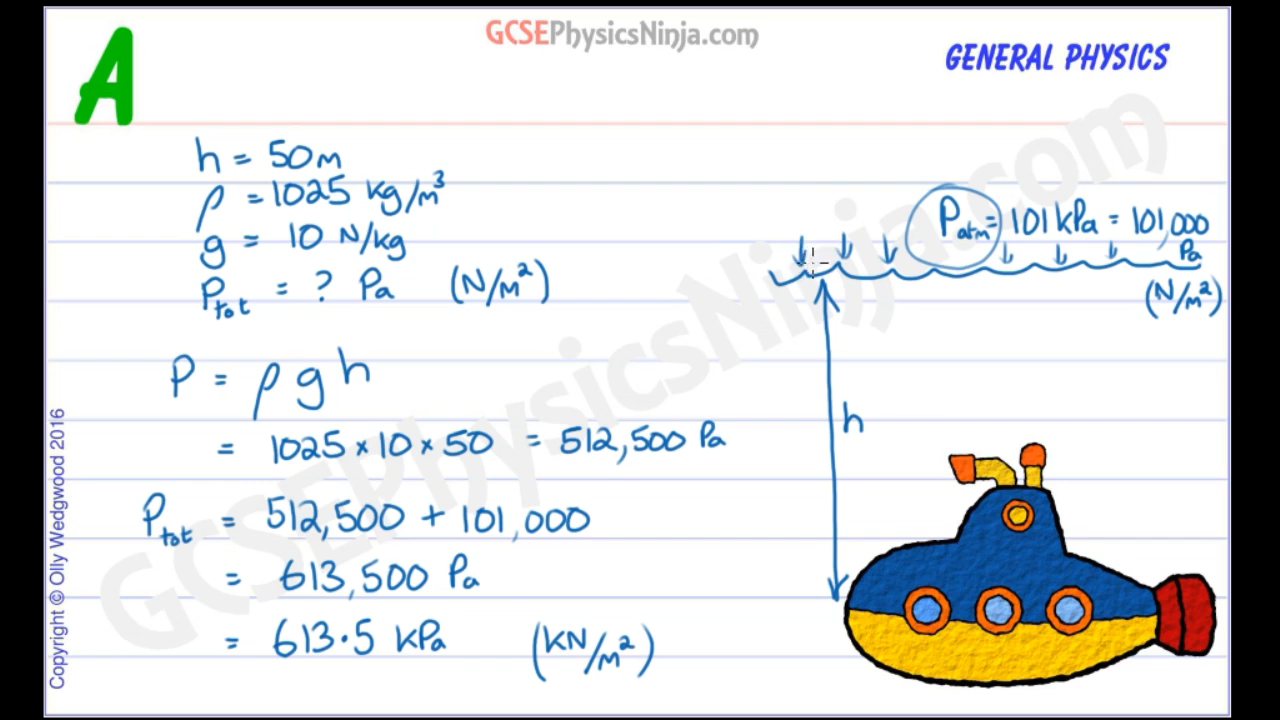 GCSEPhysicsNinja.com
A
GENERAL PHYSICS
h = 50m
ρ = 1025 kg/m³
g = 10 N/kg
Ptot = ? Pa (N/m²)
P = ρ g h
= 1025 × 10 × 50 = 512,500 Pa
Ptot = 512,500 + 101,000
= 613,500 Pa
= 613.5 kPa (kN/m²)
Patm = 101 kPa = 101,000
Pa
(N/m²)
h
Copyright © Olly Wedgwood 2016
GCSEPhysicsNinja.com